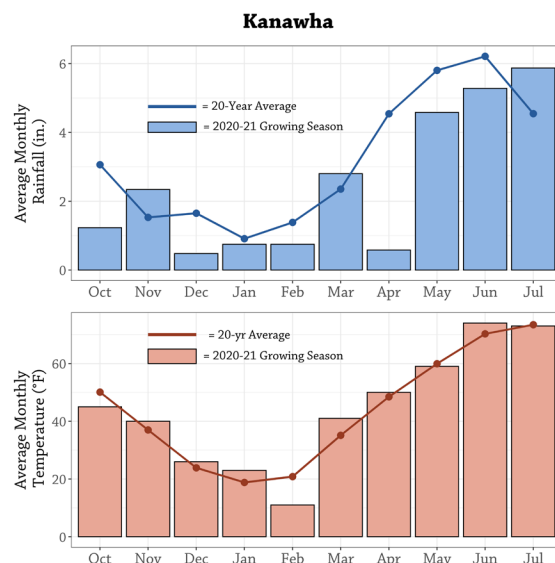 Kanawha
Average Monthly
Rainfall (in.)
6
4
2
0
= 20-Year Average
= 2020-21 Growing Season
Oct Nov Dec Jan Feb Mar Apr May Jun Jul
Average Monthly
Temperature (°F)
60
40
20
0
= 20-yr Average
= 2020-21 Growing Season
Oct Nov Dec Jan Feb Mar Apr May Jun Jul